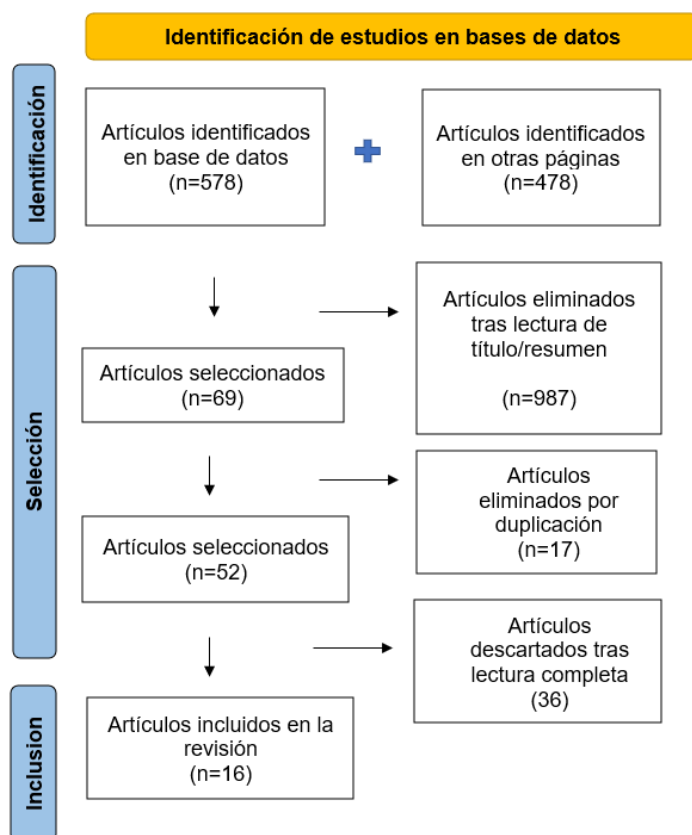 Identificación de estudios en bases de datos
Identificación
Artículos identificados
en base de datos
(n=578)
Artículos identificados
en otras páginas
(n=478)
Selección
Artículos eliminados
tras lectura de
título/resumen
(n=987)
Artículos seleccionados
(n=69)
Artículos
eliminados por
duplicación
(n=17)
Artículos seleccionados
(n=52)
Artículos
descartados tras
lectura completa
(36)
Inclusion
Artículos incluidos en la
revisión
(n=16)